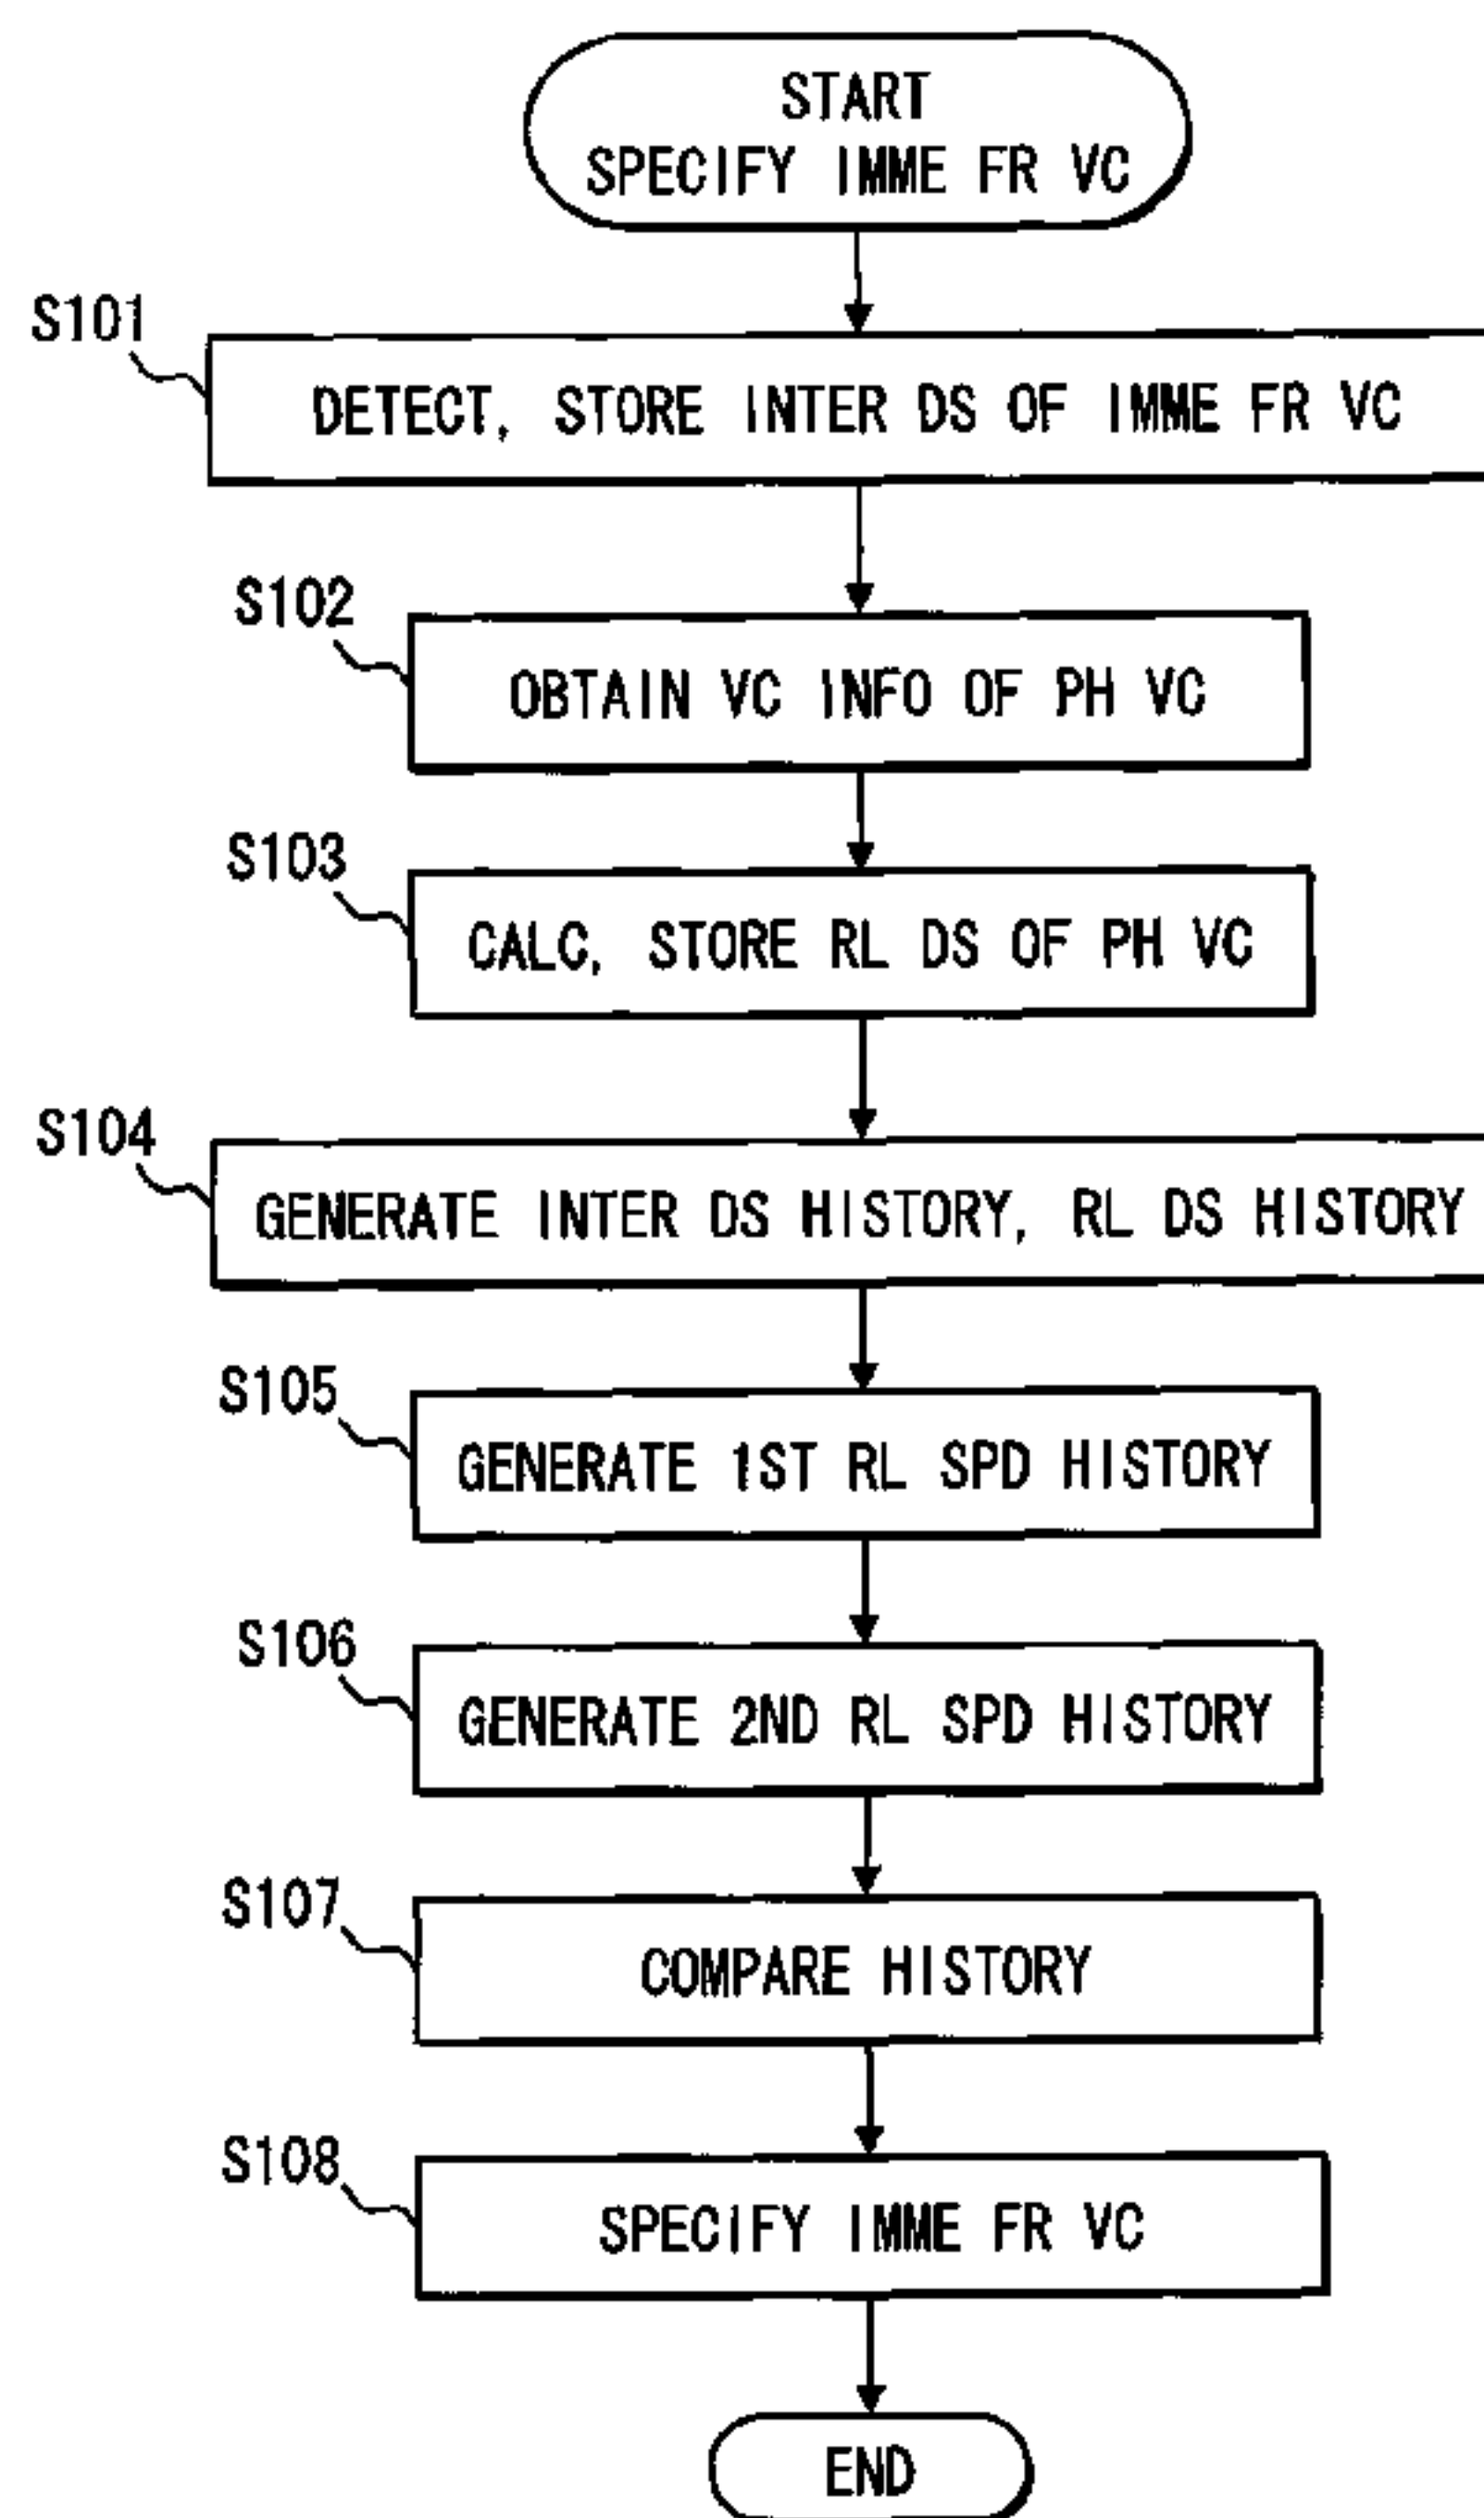 START
SPECIFY IMME FR VC
S101
DETECT, STORE INTER DS OF IMME FR VC
S102
OBTAIN VC INFO OF PH VC
S103
CALC, STORE RL DS OF PH VC
S104
GENERATE INTER DS HISTORY, RL DS HISTORY
S105
GENERATE 1ST RL SPD HISTORY
S106
GENERATE 2ND RL SPD HISTORY
S107
COMPARE HISTORY
S108
SPECIFY IMME FR VC
END